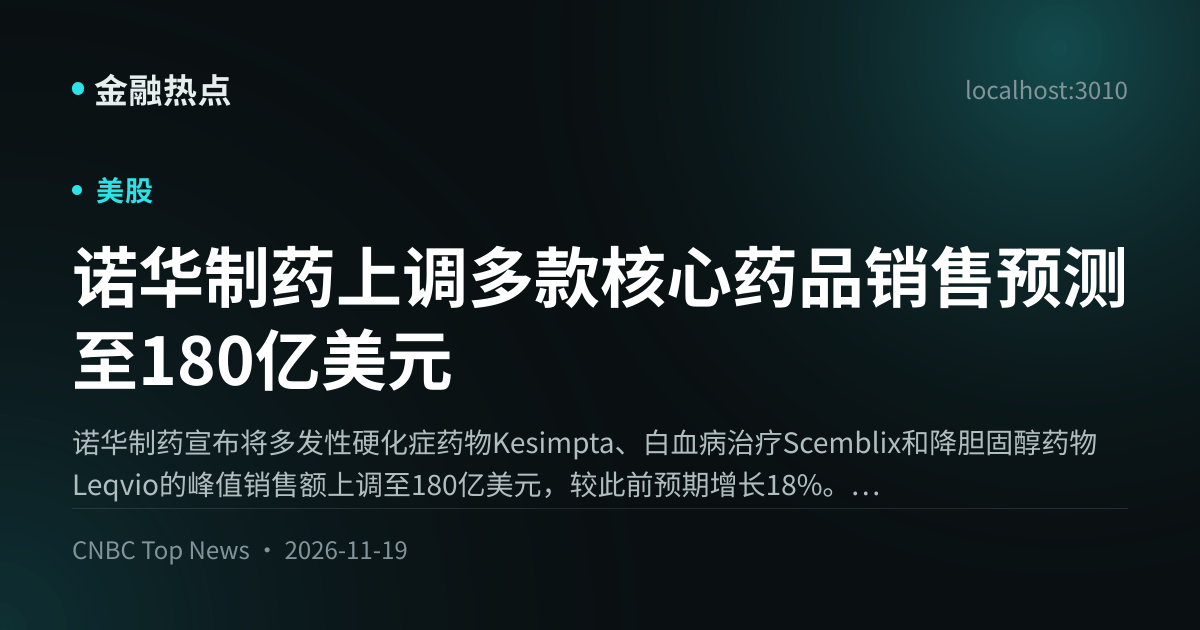 金融热点
localhost:3010
美股
诺华制药上调多款核心药品销售预测
至180亿美元
诺华制药宣布将多发性硬化症药物Kesimpta、白血病治疗Scemblix和降胆固醇药物
Leqvio的峰值销售额上调至180亿美元，较此前预期增长18%。…
CNBC Top News · 2026-11-19